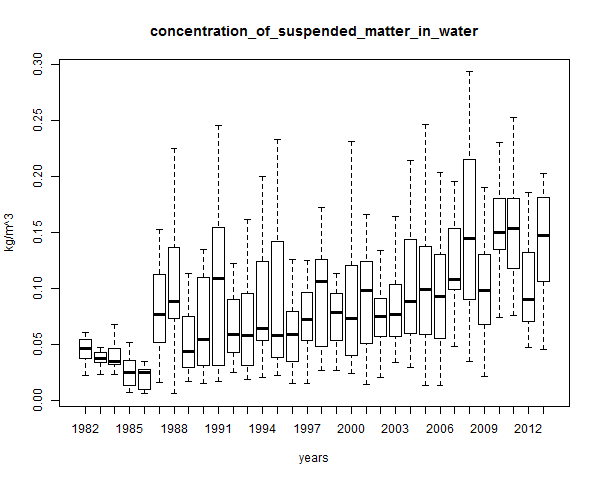 concentration_of_suspended_matter_in_water
kg/m^3
0.30
0.25
0.20
0.15
0.10
0.05
0.00
1982 1985 1988 1991 1994 1997 2000 2003 2006 2009 2012
years